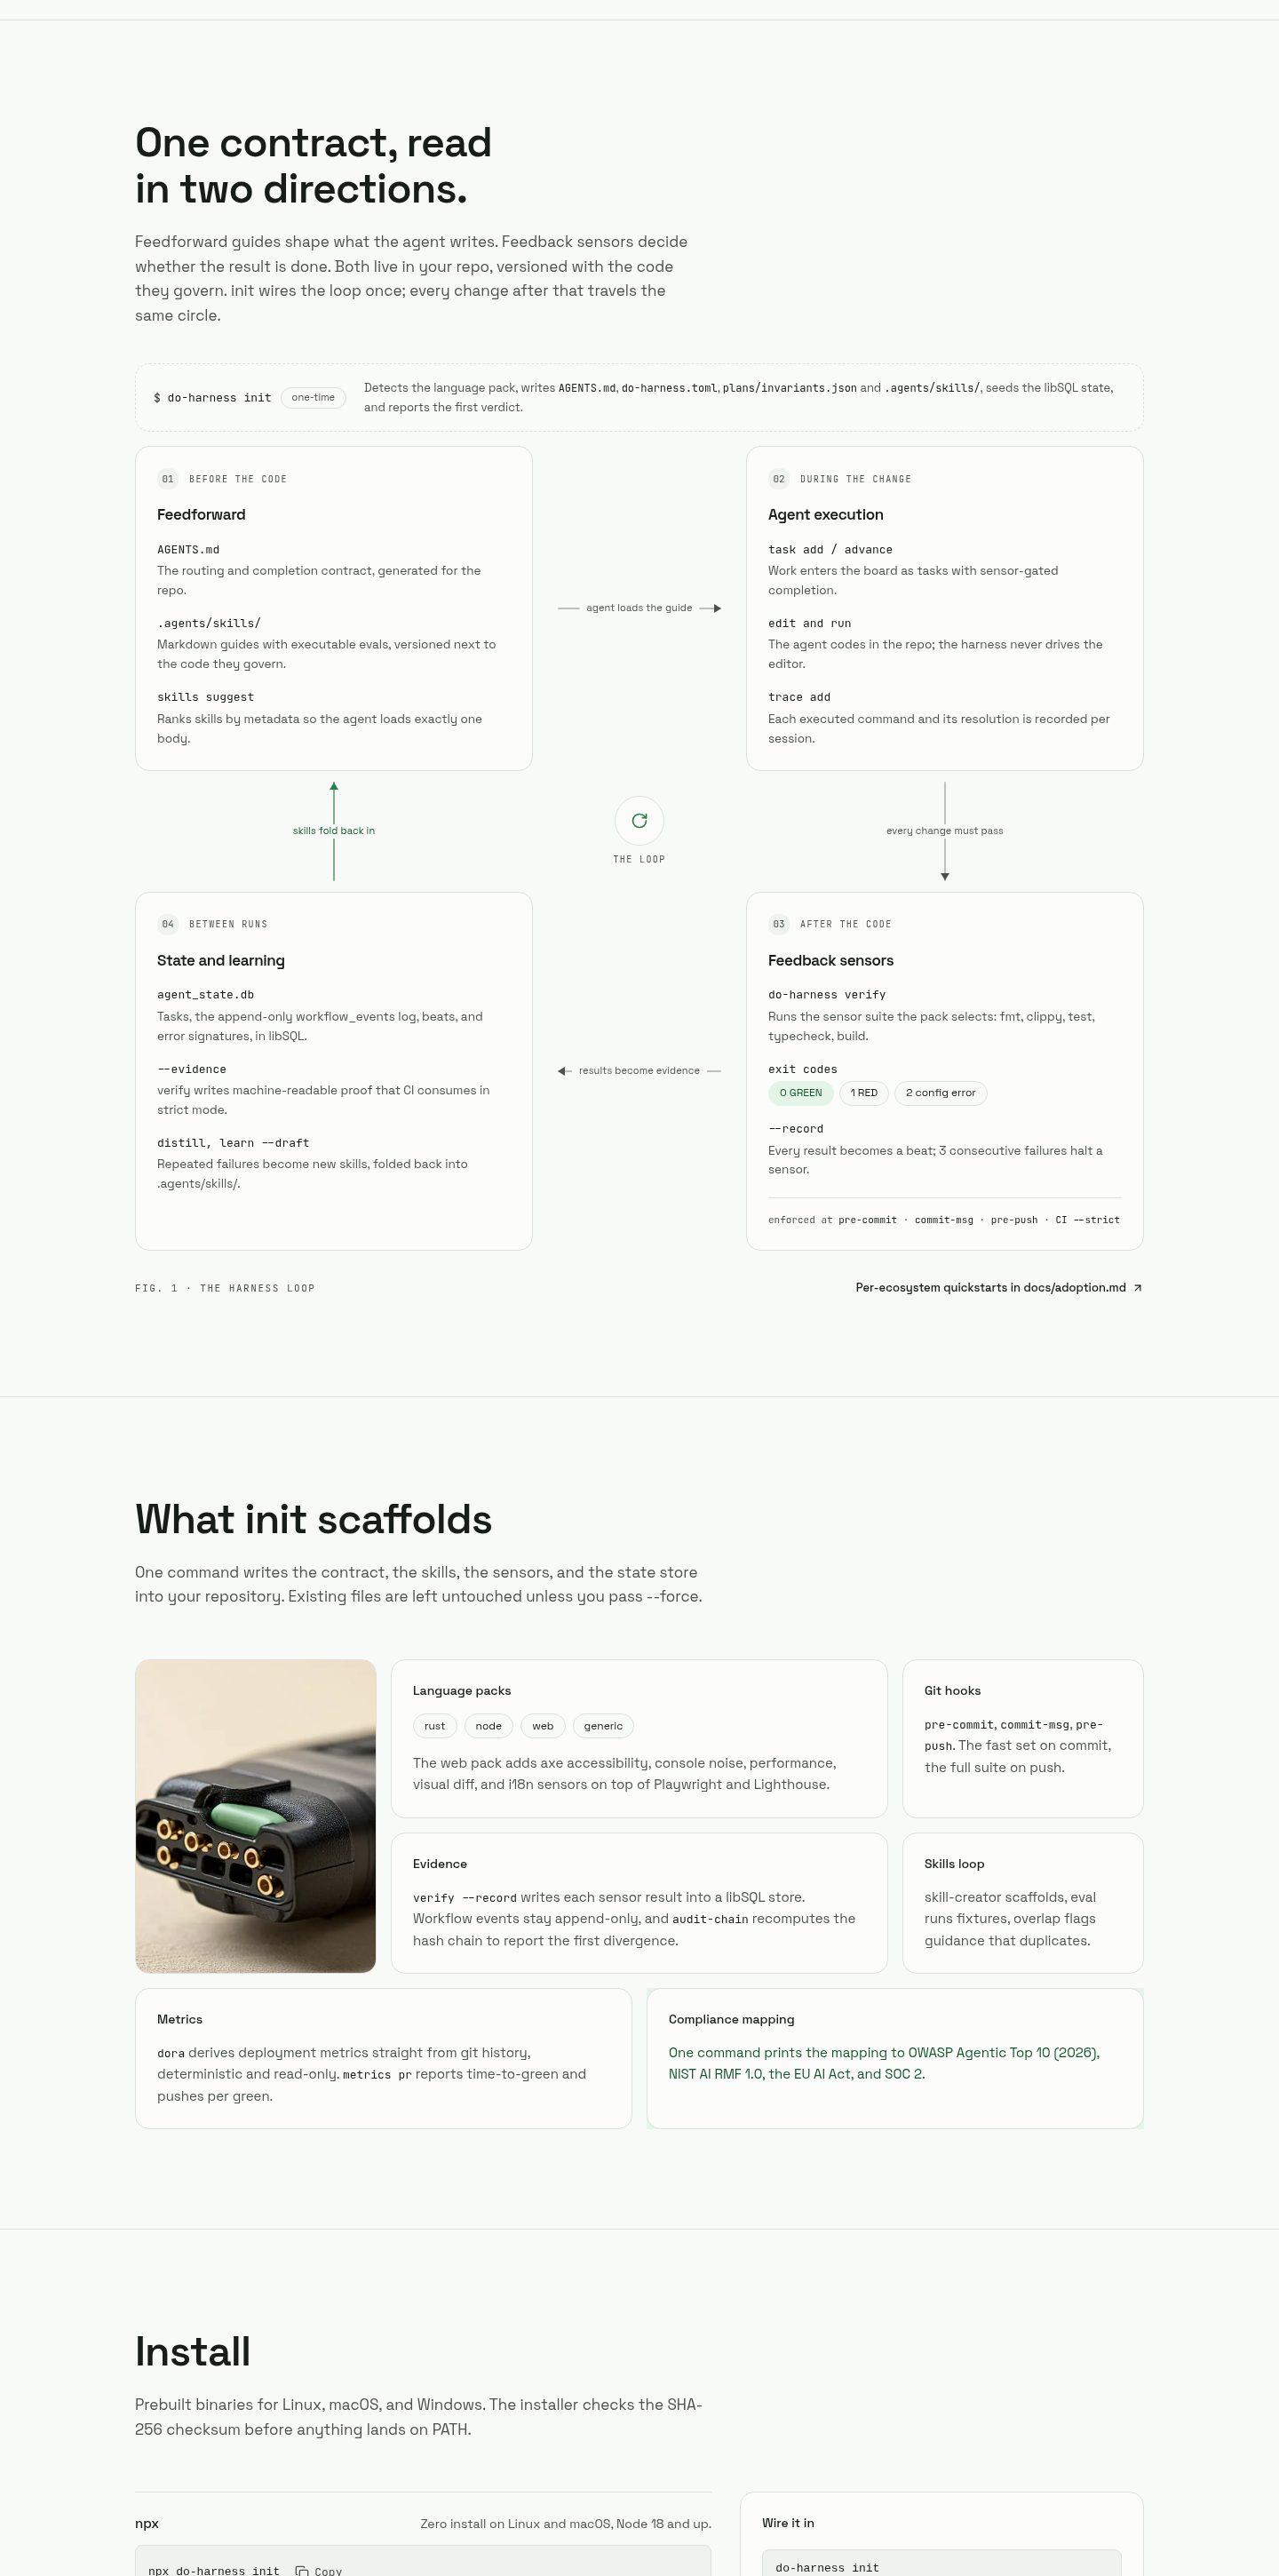 One contract, read
in two directions.
Feedforward guides shape what the agent writes. Feedback sensors decide
whether the result is done. Both live in your repo, versioned with the code
they govern. init wires the loop once; every change after that travels the
same circle.
$ do-harness init one-time
Detects the language pack, writes AGENTS.md, do-harness.toml, plans/invariants.json and .agents/skills/, seeds the libSQL state,
and reports the first verdict.
01 BEFORE THE CODE
Feedforward
AGENTS.md
The routing and completion contract, generated for the
repo.
.agents/skills/
Markdown guides with executable evals, versioned next to
the code they govern.
skills suggest
Ranks skills by metadata so the agent loads exactly one
body.
agent loads the guide
02 DURING THE CHANGE
Agent execution
task add / advance
Work enters the board as tasks with sensor-gated
completion.
edit and run
The agent codes in the repo; the harness never drives the
editor.
trace add
Each executed command and its resolution is recorded per
session.
skills fold back in
THE LOOP
every change must pass
04 BETWEEN RUNS
State and learning
agent_state.db
Tasks, the append-only workflow_events log, beats, and
error signatures, in libSQL.
--evidence
verify writes machine-readable proof that CI consumes in
strict mode.
distill, learn --draft
Repeated failures become new skills, folded back into
.agents/skills/.
results become evidence
03 AFTER THE CODE
Feedback sensors
do-harness verify
Runs the sensor suite the pack selects: fmt, clippy, test,
typecheck, build.
exit codes
0 GREEN 1 RED 2 config error
--record
Every result becomes a beat; 3 consecutive failures halt a
sensor.
enforced at pre-commit · commit-msg · pre-push · CI --strict
FIG. 1 · THE HARNESS LOOP
Per-ecosystem quickstarts in docs/adoption.md
What init scaffolds
One command writes the contract, the skills, the sensors, and the state store
into your repository. Existing files are left untouched unless you pass --force.
Language packs
rust node web generic
The web pack adds axe accessibility, console noise, performance,
visual diff, and i18n sensors on top of Playwright and Lighthouse.
Git hooks
pre-commit, commit-msg, pre-
push. The fast set on commit,
the full suite on push.
Evidence
verify --record writes each sensor result into a libSQL store.
Workflow events stay append-only, and audit-chain recomputes the
hash chain to report the first divergence.
Skills loop
skill-creator scaffolds, eval
runs fixtures, overlap flags
guidance that duplicates.
Metrics
dora derives deployment metrics straight from git history,
deterministic and read-only. metrics pr reports time-to-green and
pushes per green.
Compliance mapping
One command prints the mapping to OWASP Agentic Top 10 (2026),
NIST AI RMF 1.0, the EU AI Act, and SOC 2.
Install
Prebuilt binaries for Linux, macOS, and Windows. The installer checks the SHA-
256 checksum before anything lands on PATH.
npx
Zero install on Linux and macOS, Node 18 and up.
npx do-harness init Copy
Wire it in
do-harness init